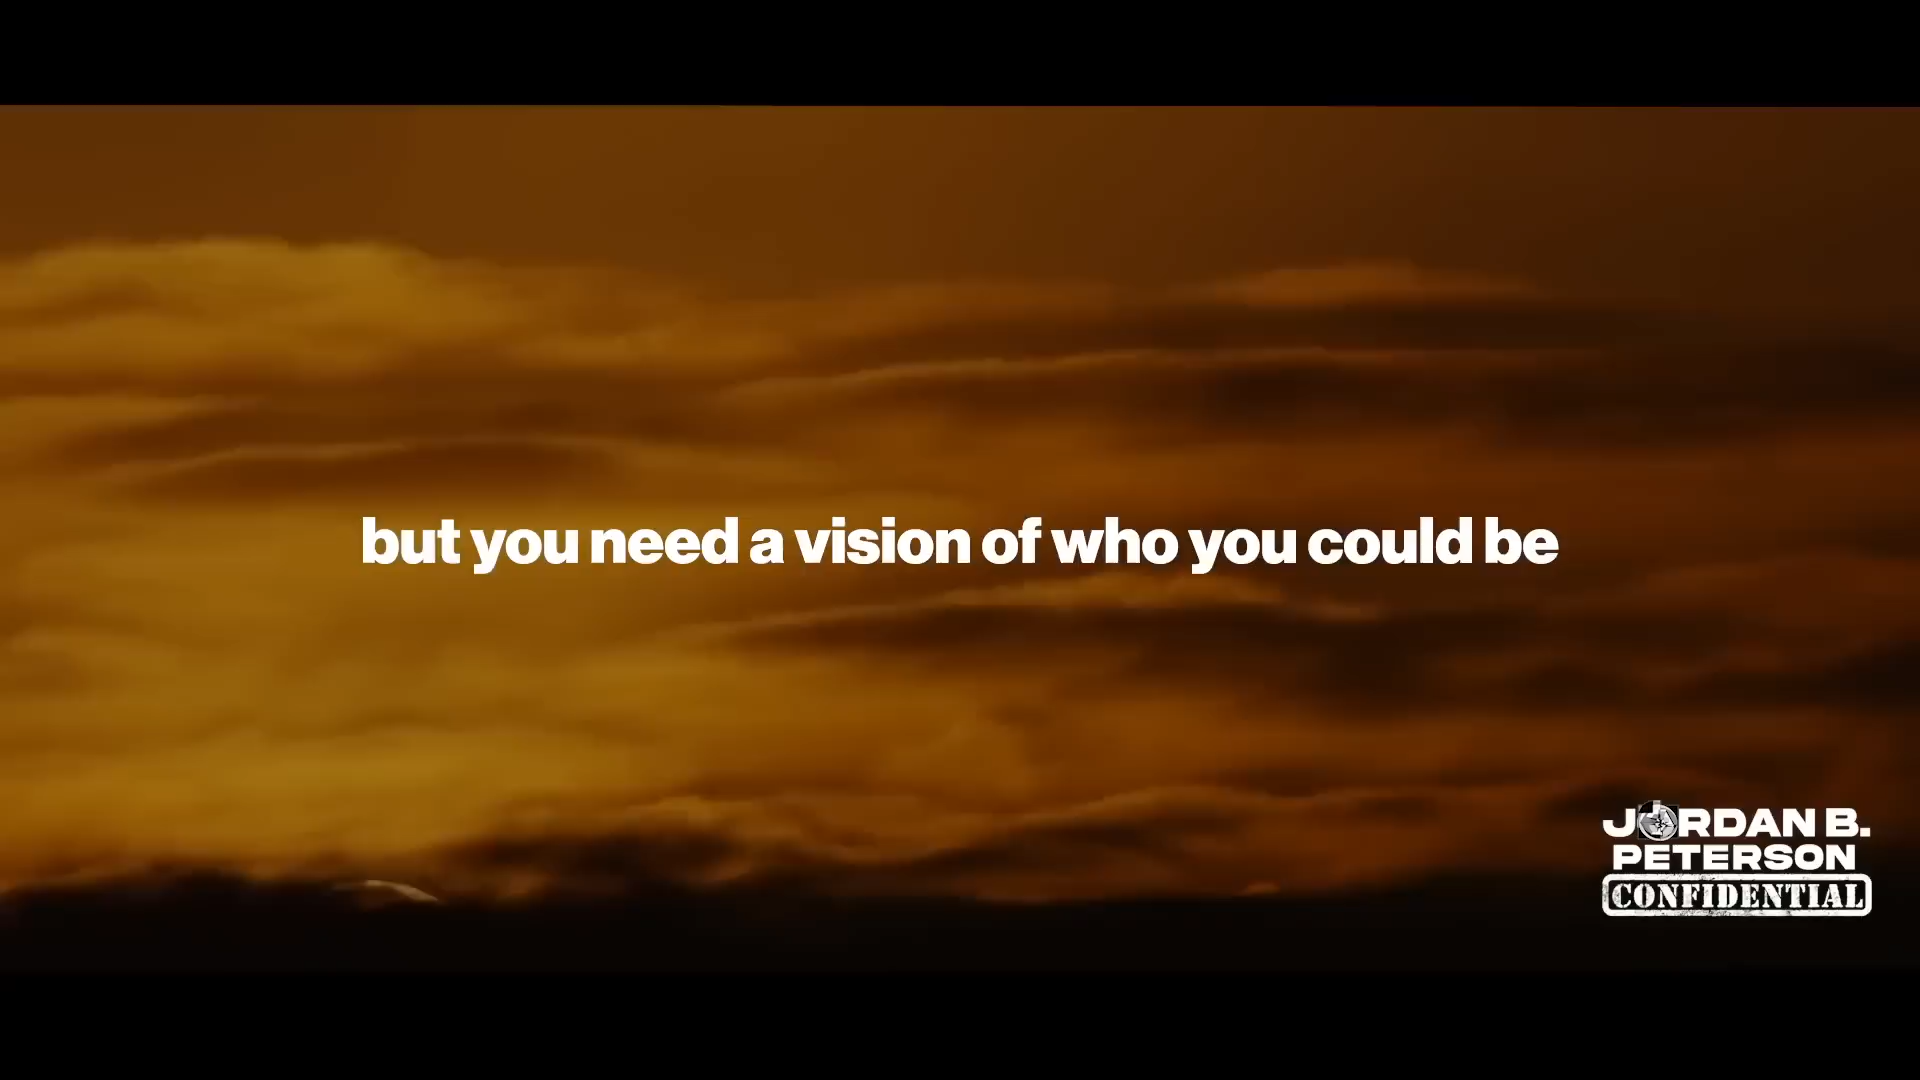 but you need a vision of who you could be
JORDAN B.
PETERSON
CONFIDENTIAL